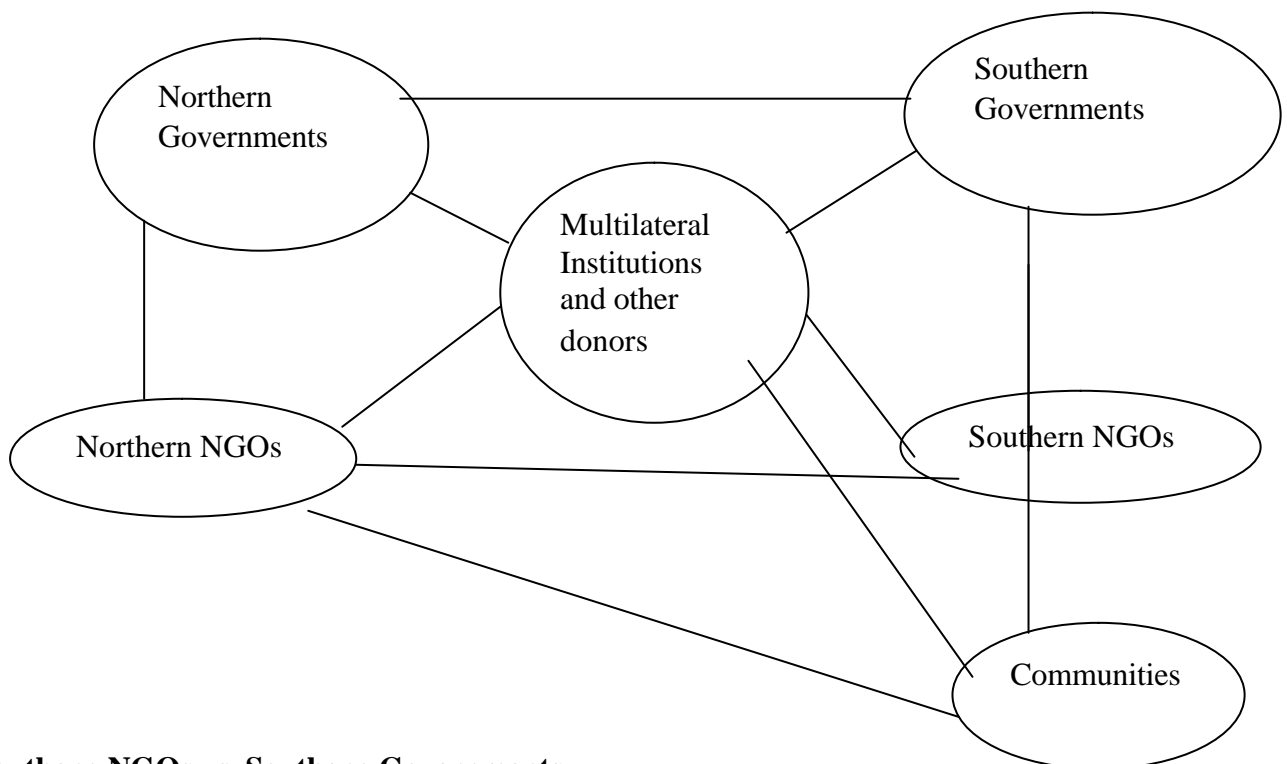 Northern
Governments
Southern
Governments
Multilateral
Institutions
and other
donors
Northern NGOs
Southern NGOs
Communities